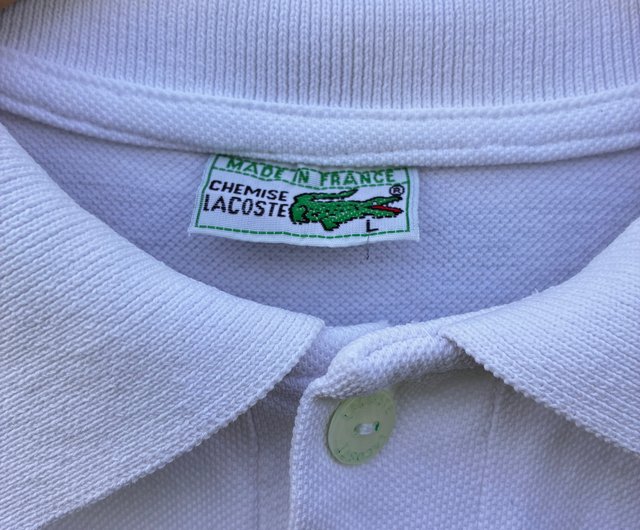 MADE IN FRANCE
CHEMISE
LACOSTE ®
L